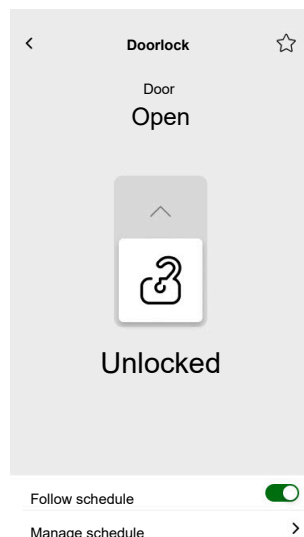 Doorlock
Door
Open
Unlocked
Follow schedule
Manage schedule